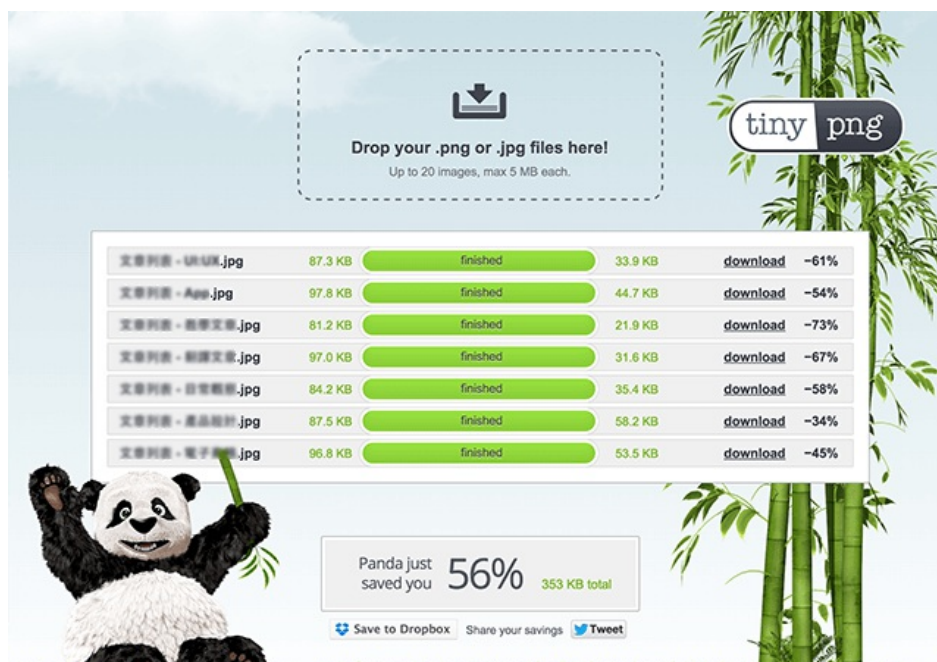 Drop your .png or .jpg files here!
Up to 20 images, max 5 MB each.
tiny png
.jpg 87.3 KB finished 33.9 KB download −61%
.jpg 97.8 KB finished 44.7 KB download −54%
.jpg 81.2 KB finished 21.9 KB download −73%
.jpg 97.0 KB finished 31.6 KB download −67%
.jpg 84.2 KB finished 35.4 KB download −58%
.jpg 87.5 KB finished 58.2 KB download −34%
.jpg 96.8 KB finished 53.5 KB download −45%
Panda just
saved you 56% 353 KB total
Save to Dropbox Share your savings Tweet